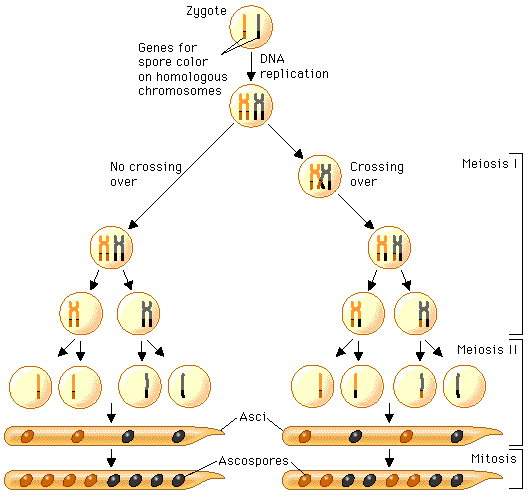 Zygote
Genes for
spore color
on homologous
chromosomes
DNA
replication
No crossing
over
Crossing
over
Meiosis I
Meiosis II
Asci
Mitosis
Ascospores